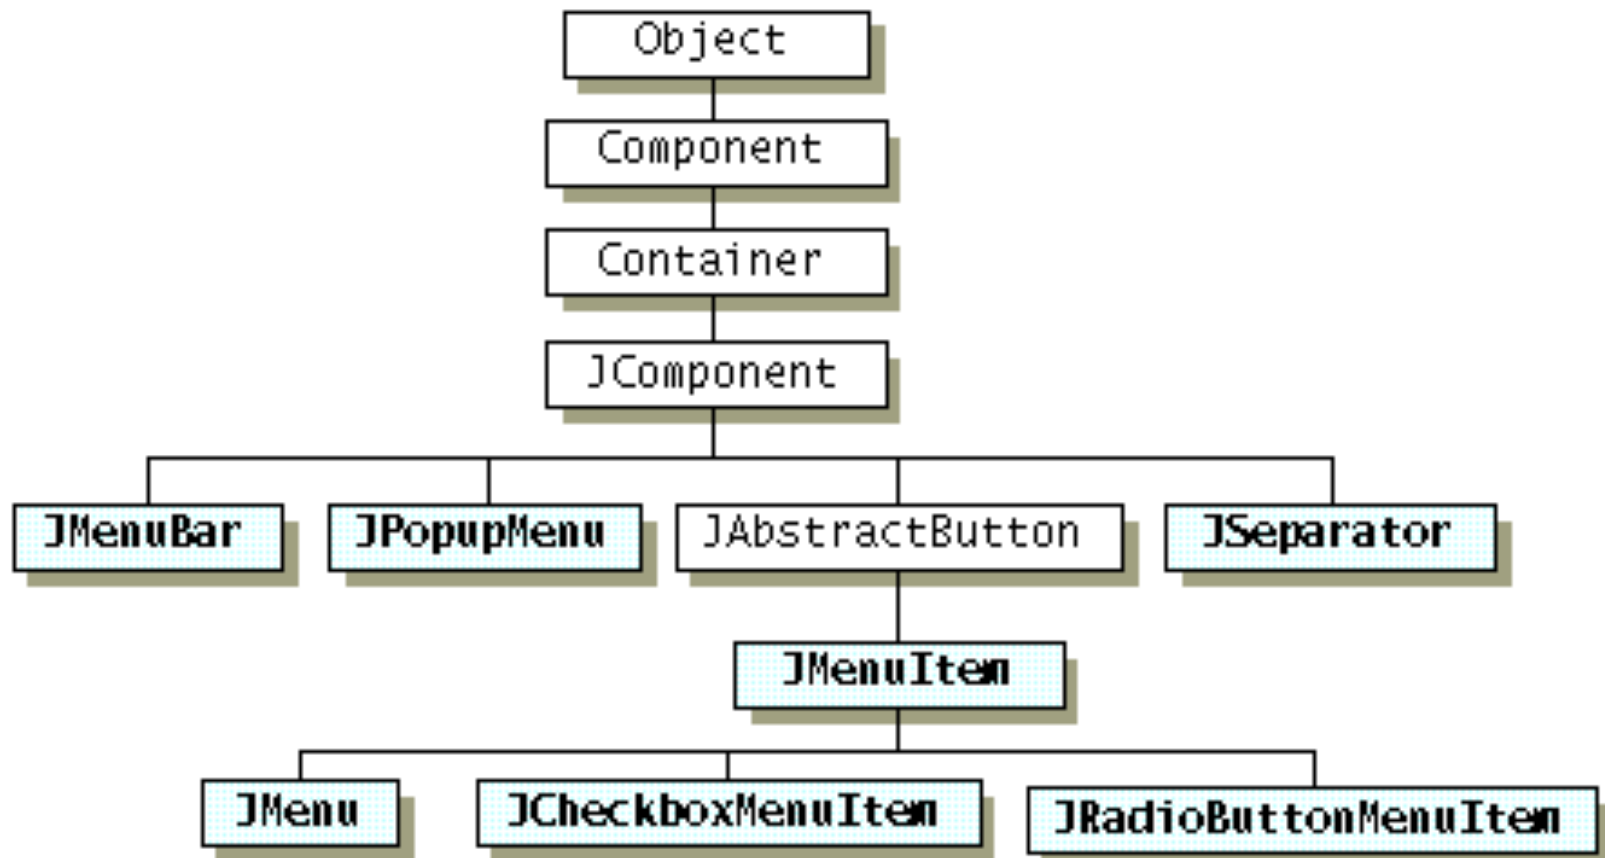 Object
Component
Container
JComponent
JMenuBar JPopupMenu JAbstractButton JSeparator
JMenuItem
JMenu JCheckboxMenuItem JRadioButtonMenuItem